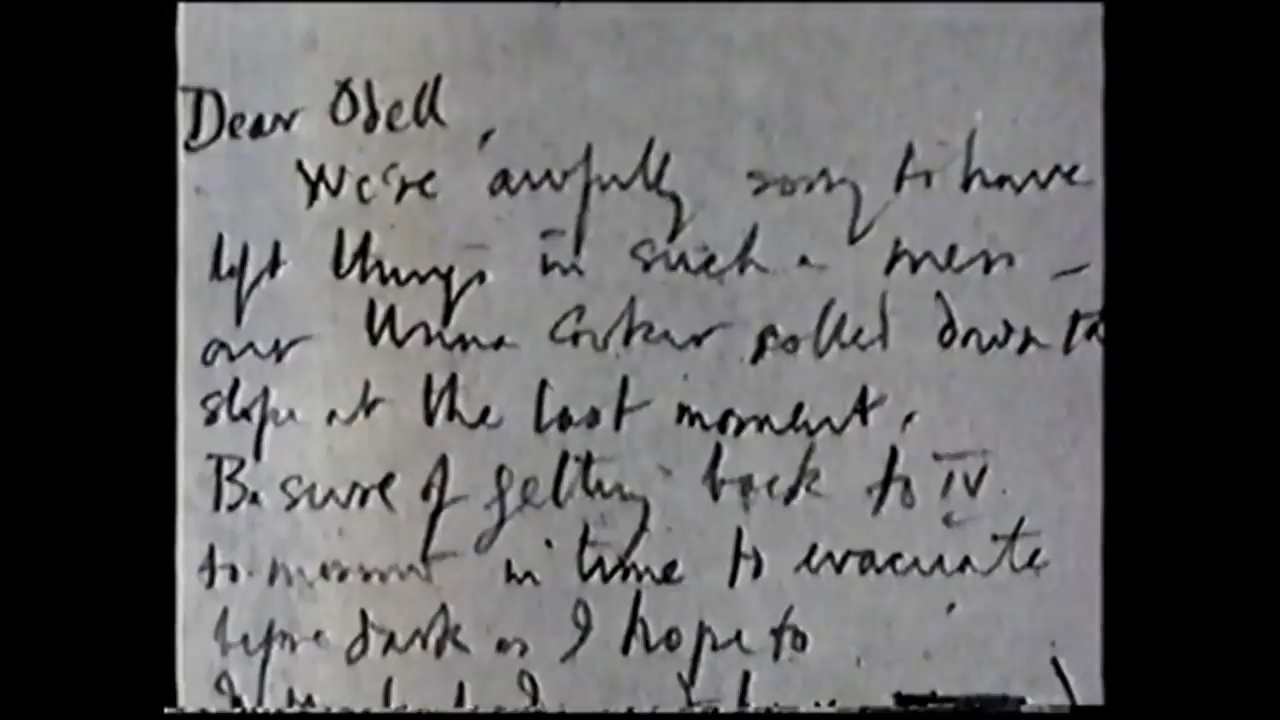 Dear Odell,
We're awfully sorry to have
left things in such a mess –
our Unna Cooker rolled down the
slope at the last moment.
Be sure of getting back to IV
to-morrow in time to evacuate
before dark as I hope to